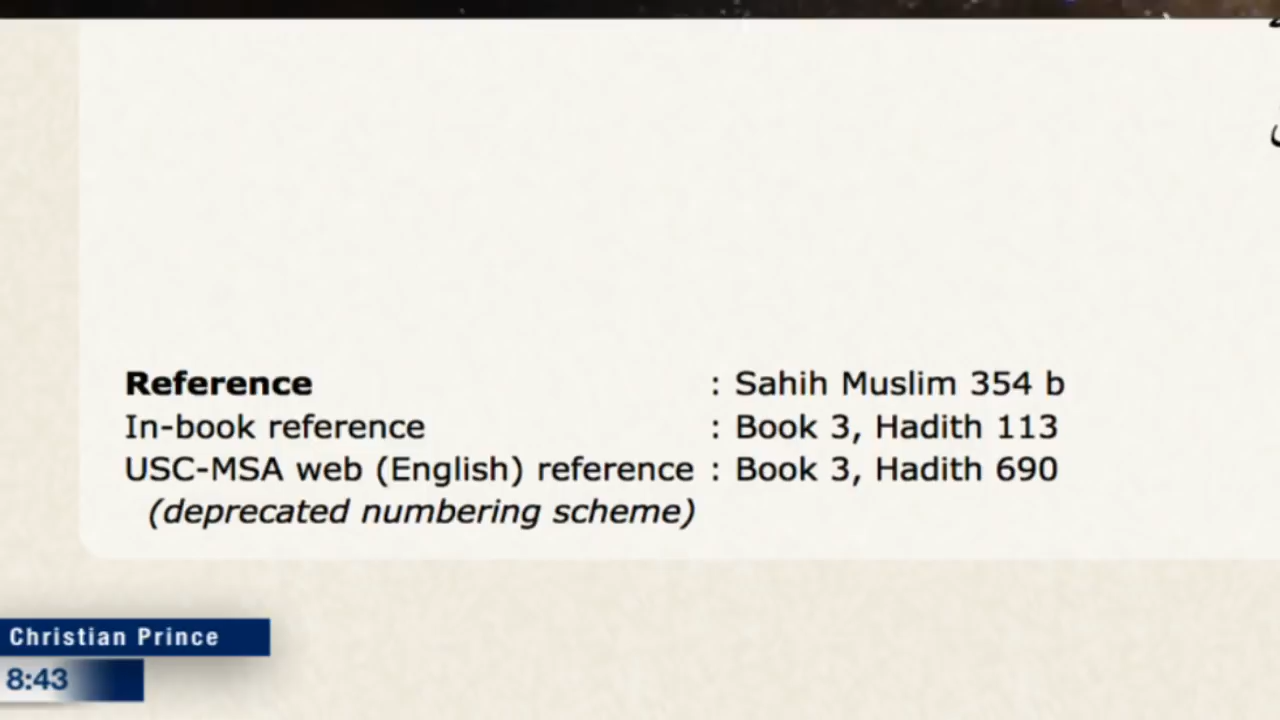 Reference : Sahih Muslim 354 b
In-book reference : Book 3, Hadith 113
USC-MSA web (English) reference : Book 3, Hadith 690
(deprecated numbering scheme)
Christian Prince
8:43